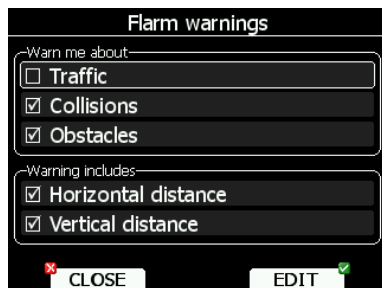 Flarm warnings
Warn me about
Traffic
Collisions
Obstacles
Warning includes
Horizontal distance
Vertical distance
CLOSE EDIT